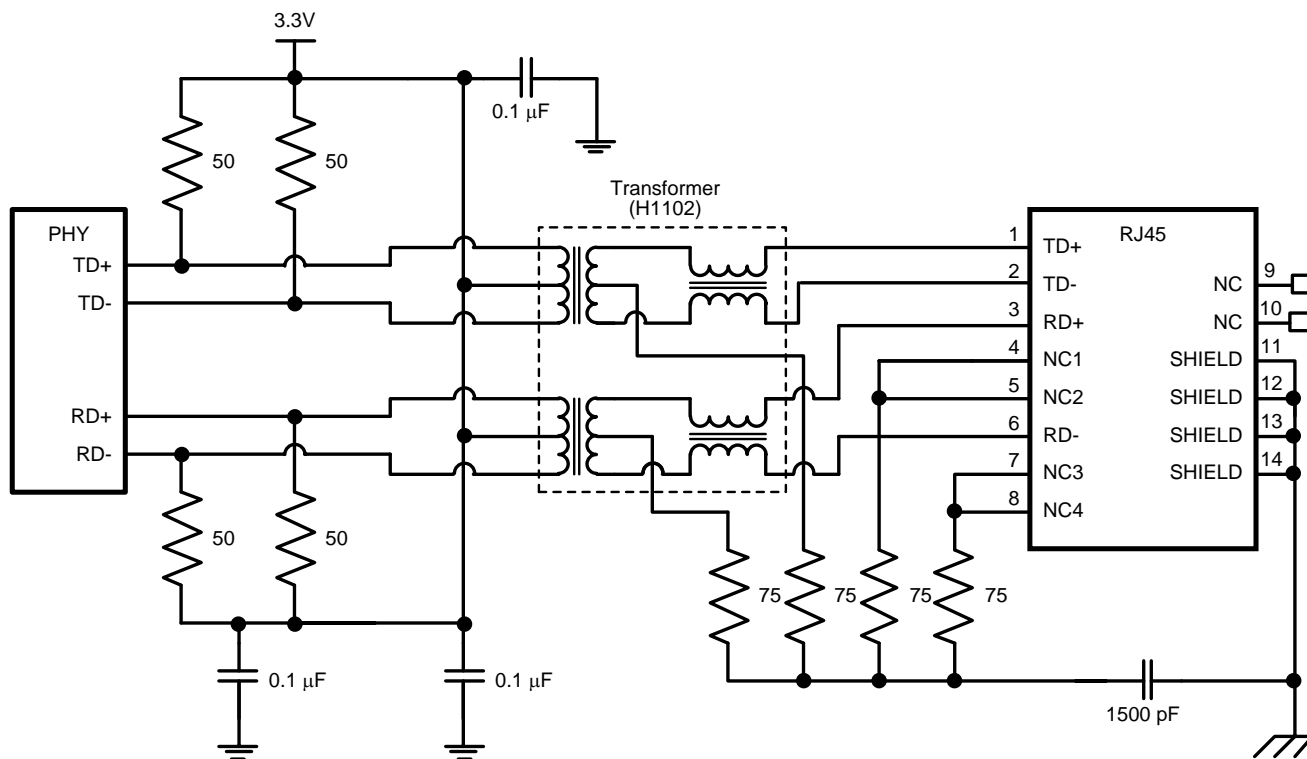 3.3V
0.1 μF
50
50
Transformer
(H1102)
PHY
TD+
TD-
RD+
RD-
RJ45
1
TD+
2
TD-
3
RD+
4
NC1
5
NC2
6
RD-
7
NC3
8
NC4
NC
9
NC
10
SHIELD
11
SHIELD
12
SHIELD
13
SHIELD
14
50
50
75
75
75
75
0.1 μF
0.1 μF
1500 pF